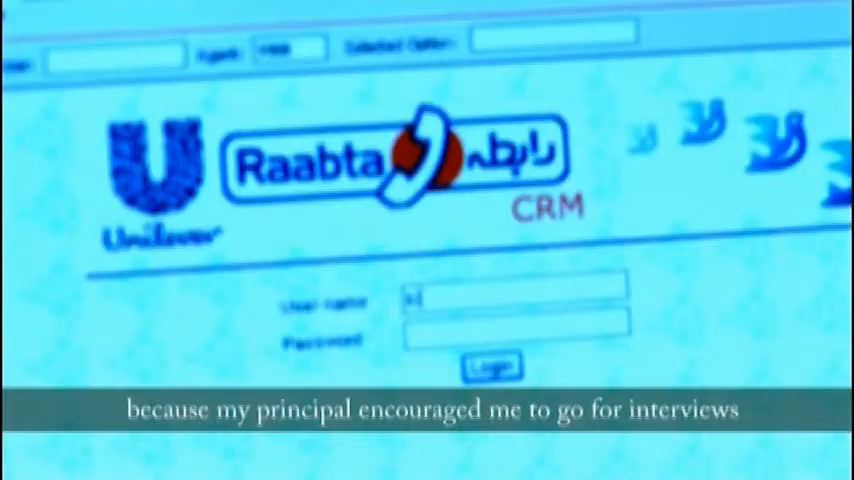 Selected Option:
Unilever
Raabta رابطہ
CRM
User name
Password
Login
because my principal encouraged me to go for interviews